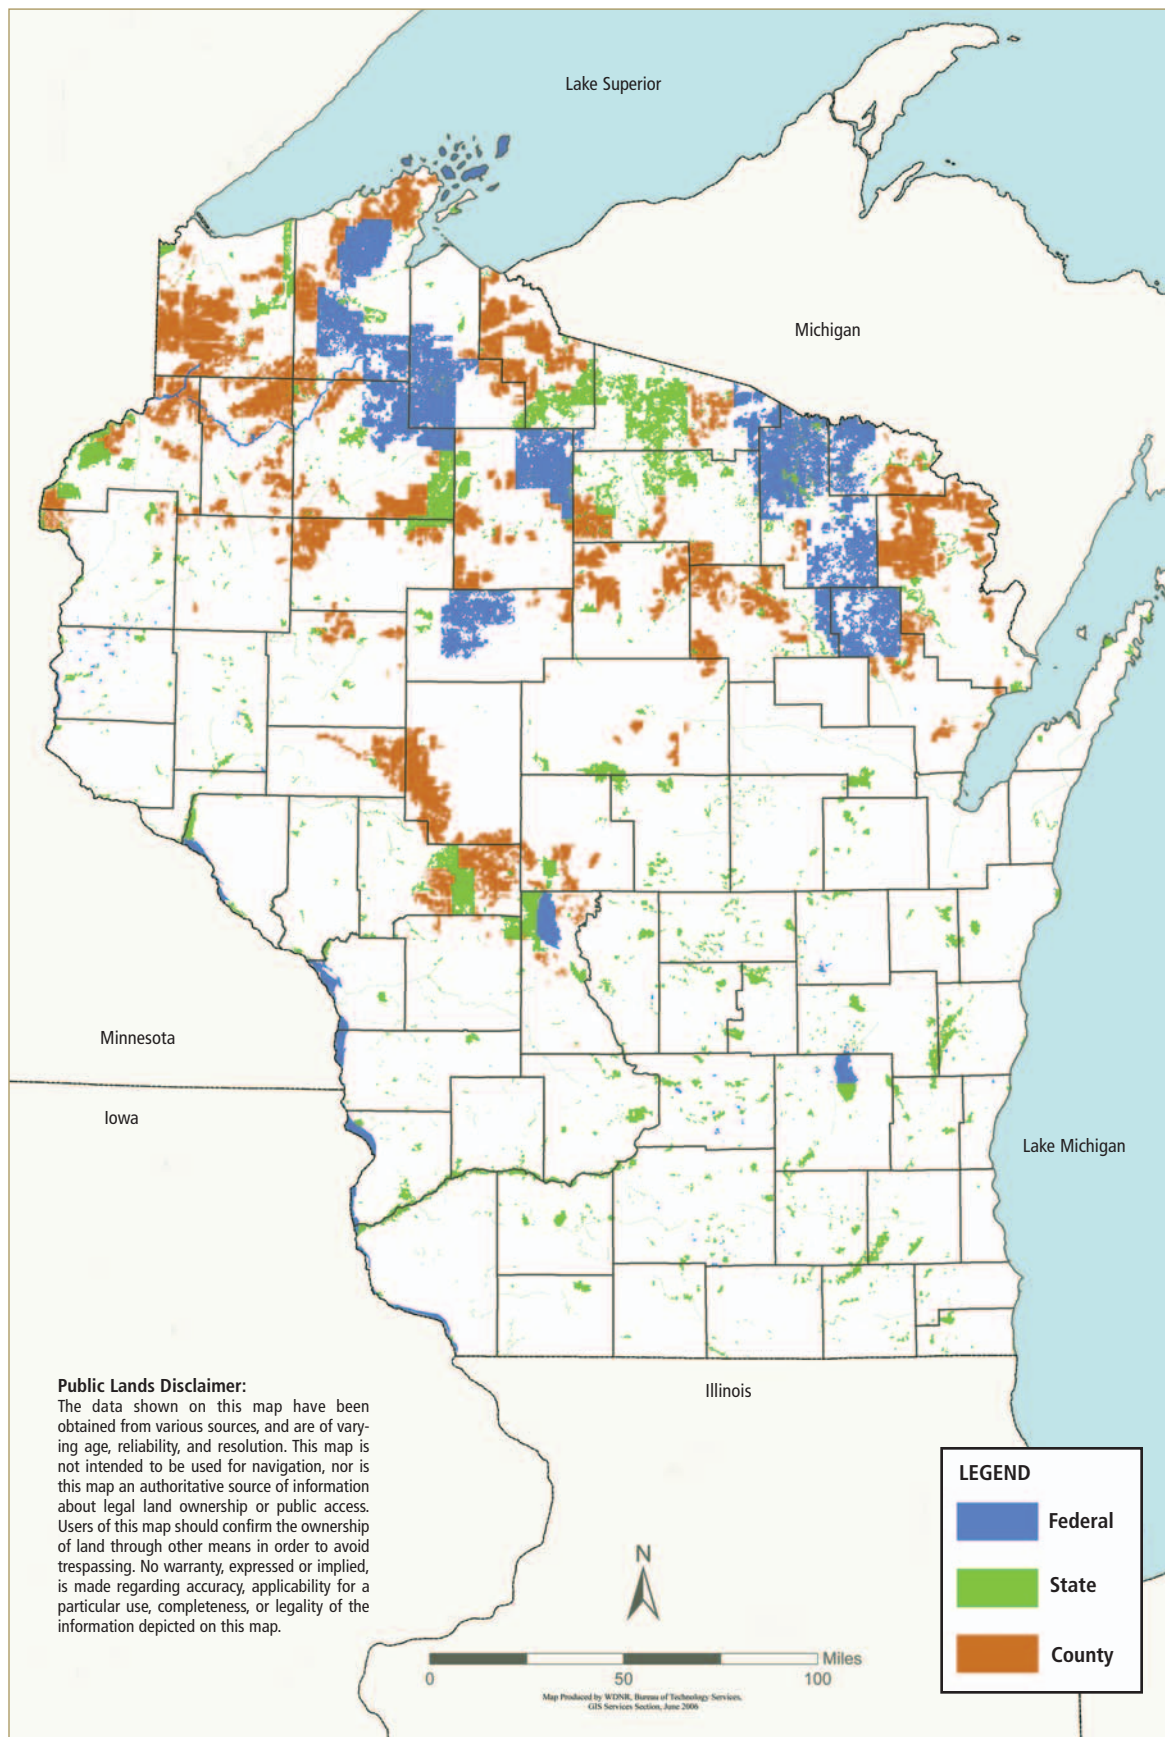 Lake Superior
Michigan
Minnesota
Iowa
Lake Michigan
Illinois
Public Lands Disclaimer:
The data shown on this map have been
obtained from various sources, and are of vary-
ing age, reliability, and resolution. This map is
not intended to be used for navigation, nor is
this map an authoritative source of information
about legal land ownership or public access.
Users of this map should confirm the ownership
of land through other means in order to avoid
trespassing. No warranty, expressed or implied,
is made regarding accuracy, applicability for a
particular use, completeness, or legality of the
information depicted on this map.
LEGEND
Federal
State
County
N
Miles
0 50 100
Map Produced by WDNR, Bureau of Technology Services,
GIS Services Section, June 2006